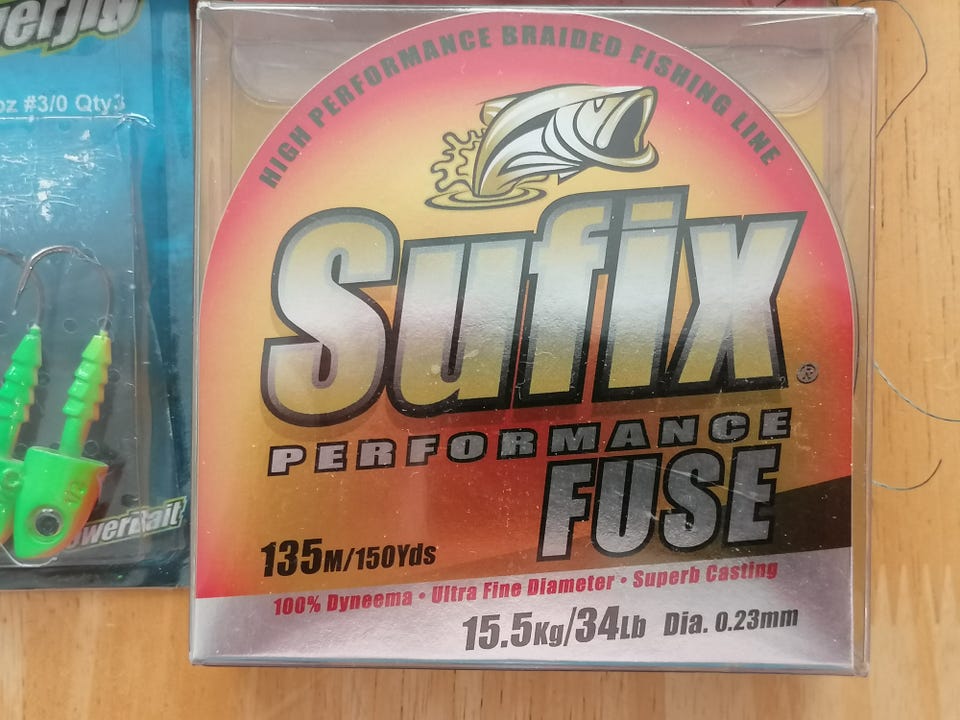 oz #3/0 Qty3
HIGH PERFORMANCE BRAIDED FISHING LINE
Sufix®
PERFORMANCE
FUSE
135M/150Yds
100% Dyneema • Ultra Fine Diameter • Superb Casting
15.5Kg/34Lb Dia. 0.23mm